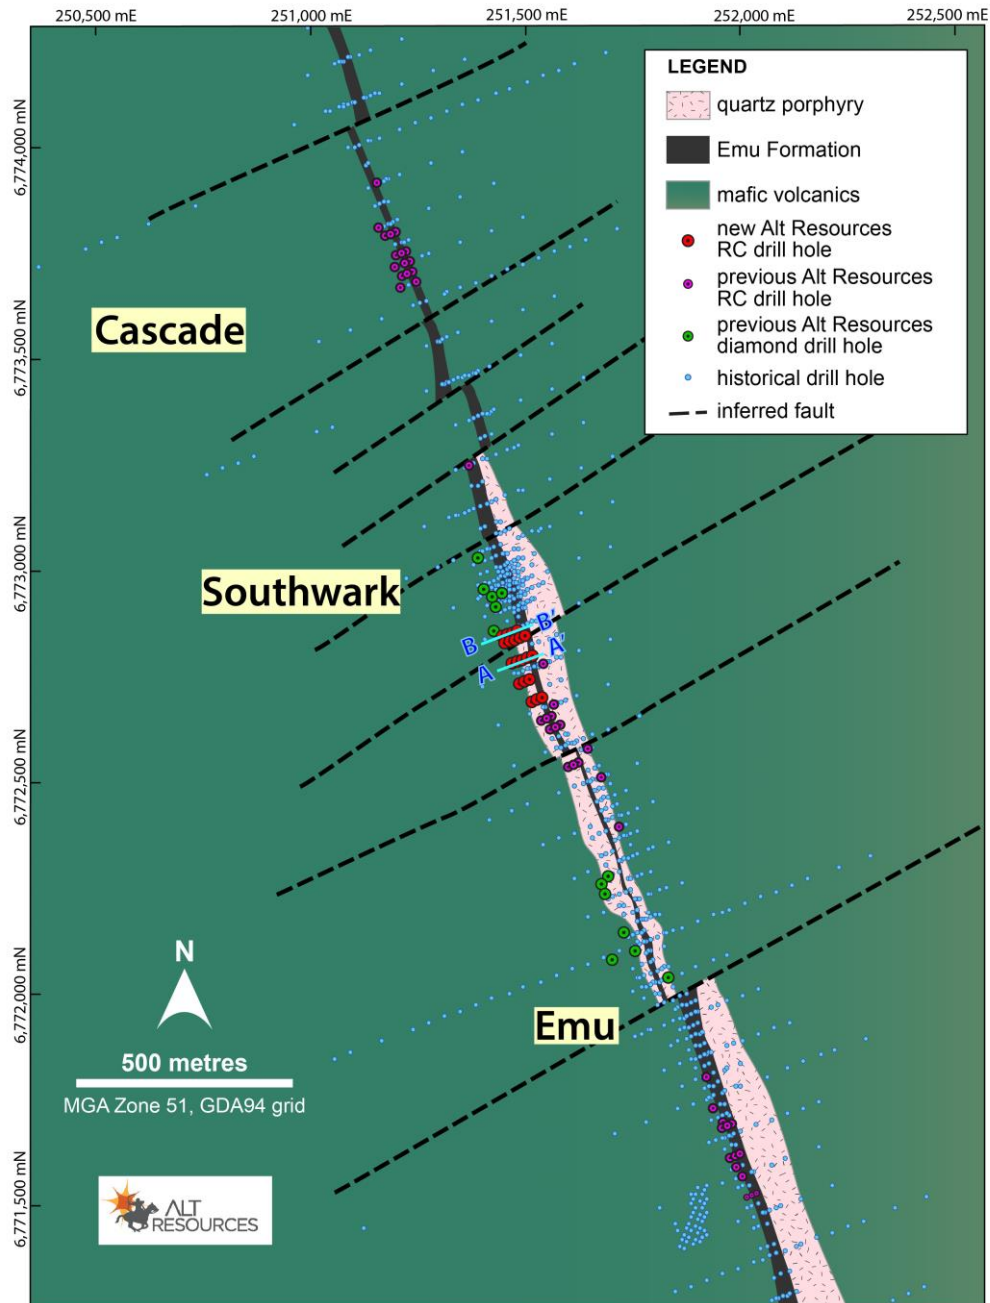 250,500 mE 251,000 mE 251,500 mE 252,000 mE 252,500 mE
6,774,000 mN
6,773,500 mN
6,773,000 mN
6,772,500 mN
6,772,000 mN
6,771,500 mN
LEGEND
quartz porphyry
Emu Formation
mafic volcanics
new Alt Resources
RC drill hole
previous Alt Resources
RC drill hole
previous Alt Resources
diamond drill hole
historical drill hole
inferred fault
Cascade
Southwark
B B'
A A'
Emu
N
500 metres
MGA Zone 51, GDA94 grid
ALT
RESOURCES